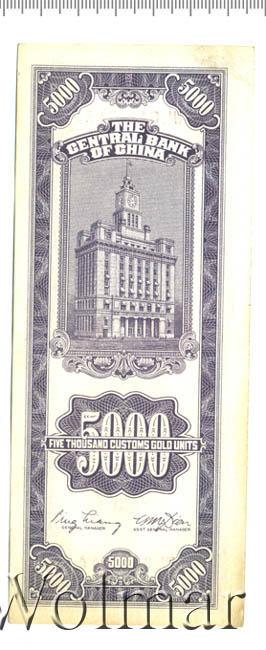 5000 5000
THE
CENTRAL BANK
OF CHINA
5000
FIVE THOUSAND CUSTOMS GOLD UNITS
GENERAL MANAGER ASST. GENERAL MANAGER
5000
5000 5000
Wolmar